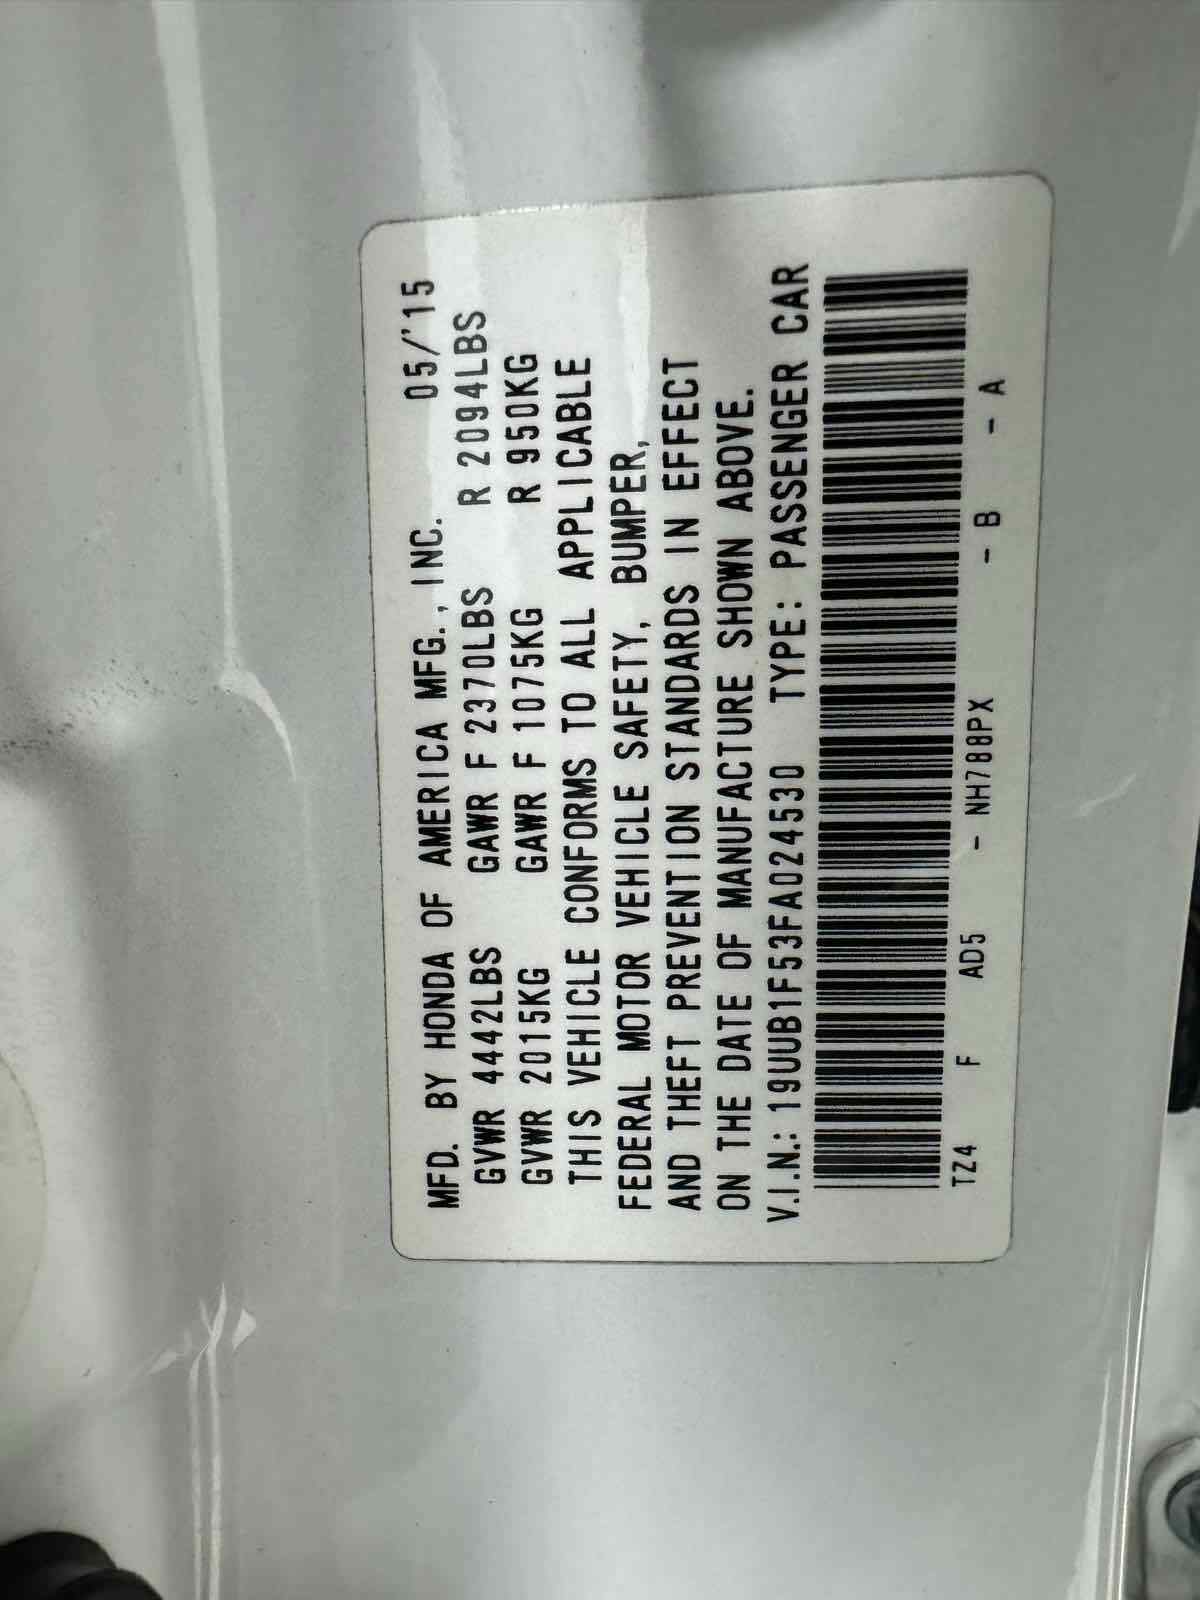 MFD. BY HONDA OF AMERICA MFG., INC. 05/'15
GVWR 4442LBS GAWR F 2370LBS R 2094LBS
GVWR 2015KG GAWR F 1075KG R 950KG
THIS VEHICLE CONFORMS TO ALL APPLICABLE
FEDERAL MOTOR VEHICLE SAFETY, BUMPER,
AND THEFT PREVENTION STANDARDS IN EFFECT
ON THE DATE OF MANUFACTURE SHOWN ABOVE.
V.I.N.: 19UUB1F53FA024530 TYPE: PASSENGER CAR
TZ4 F AD5 - NH788PX - B - A